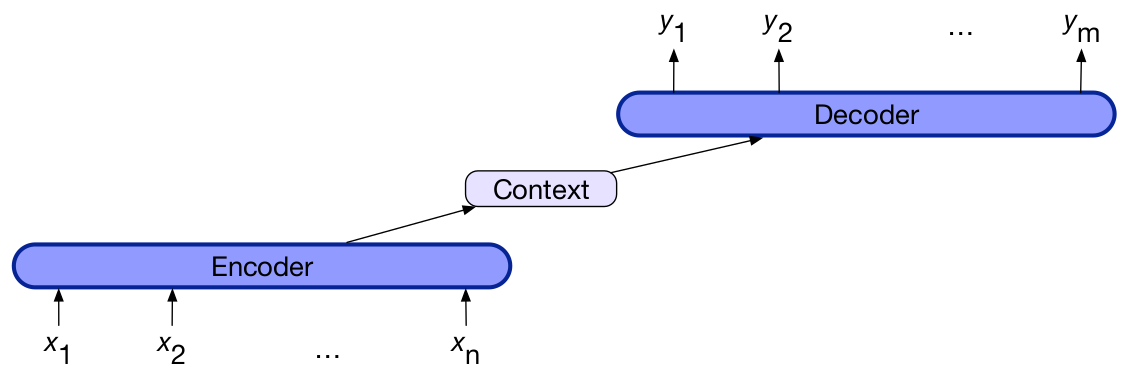 y1 y2 ... ym
Decoder
Context
Encoder
x1 x2 ... xn